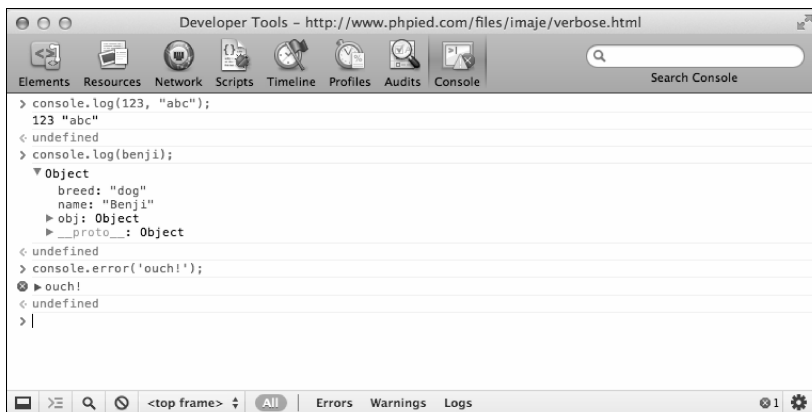 Developer Tools – http://www.phpied.com/files/imaje/verbose.html
Elements Resources Network Scripts Timeline Profiles Audits Console Search Console
> console.log(123, "abc");
123 "abc"
undefined
> console.log(benji);
▼Object
breed: "dog"
name: "Benji"
▶obj: Object
▶__proto__: Object
undefined
> console.error('ouch!');
▶ouch!
undefined
>
<top frame> All Errors Warnings Logs 1